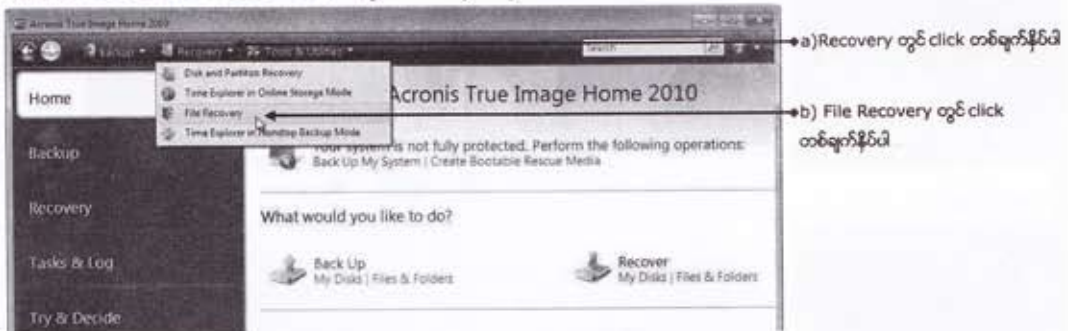 Acronis True Image Home 2010
Backup Recovery Tools & Utilities Search
a)Recovery တွင် click တစ်ချက်နှိပ်ပါ
Disk and Partition Recovery
Time Explorer in Online Storage Mode
File Recovery
Time Explorer in Nonstop Backup Mode
Home
Acronis True Image Home 2010
b) File Recovery တွင် click
တစ်ချက်နှိပ်ပါ
Backup
Your system is not fully protected. Perform the following operations:
Back Up My System | Create Bootable Rescue Media
Recovery
What would you like to do?
Tasks & Log
Back Up
My Disks | Files & Folders
Recover
My Disks | Files & Folders
Try & Decide